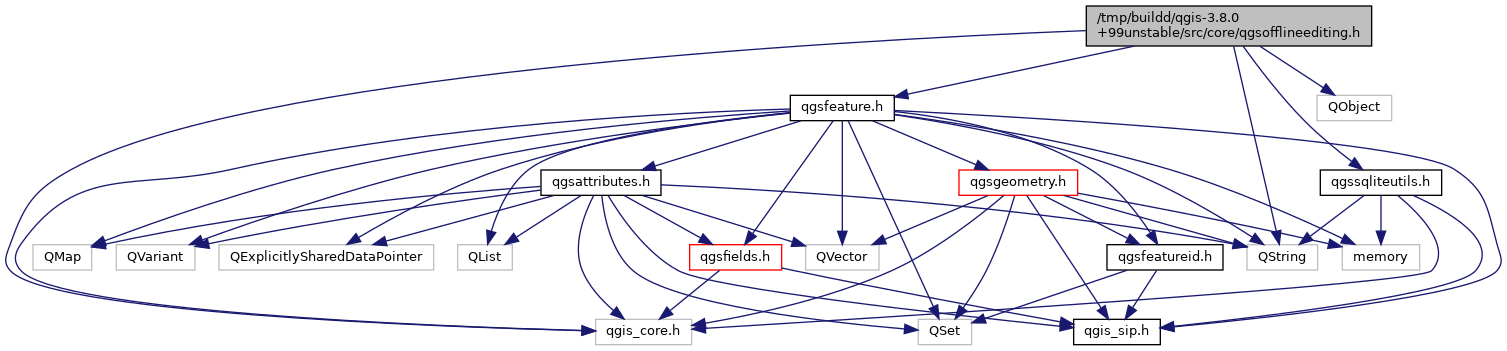 /tmp/buildd/qgis-3.8.0
+99unstable/src/core/qgsofflineediting.h
qgsfeature.h
QObject
qgsattributes.h
qgsgeometry.h
qgssqliteutils.h
QMap
QVariant
QExplicitlySharedDataPointer
QList
qgsfields.h
QVector
qgsfeatureid.h
QString
memory
qgis_core.h
QSet
qgis_sip.h